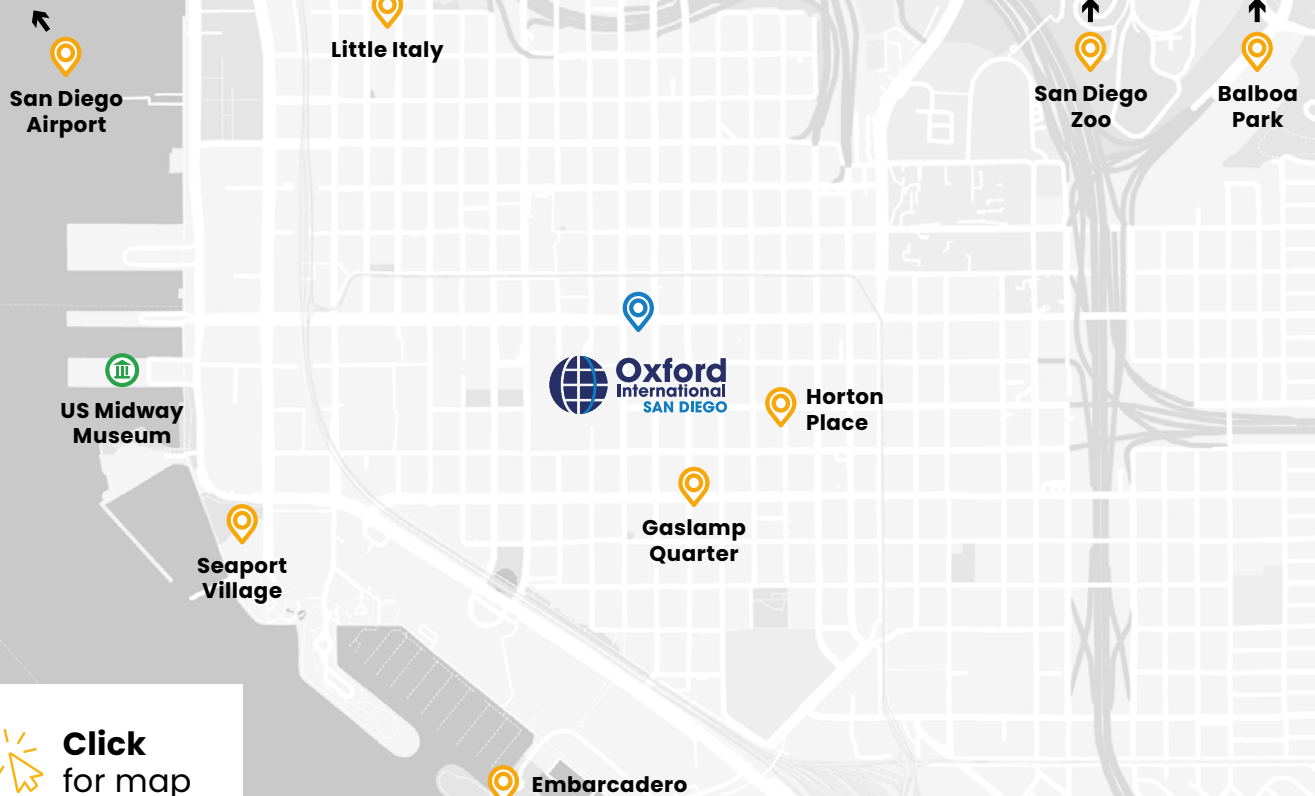 Little Italy
San Diego
Airport
San Diego
Zoo
Balboa
Park
Oxford
International
SAN DIEGO
Horton
Place
US Midway
Museum
Gaslamp
Quarter
Seaport
Village
Click
for map
Embarcadero